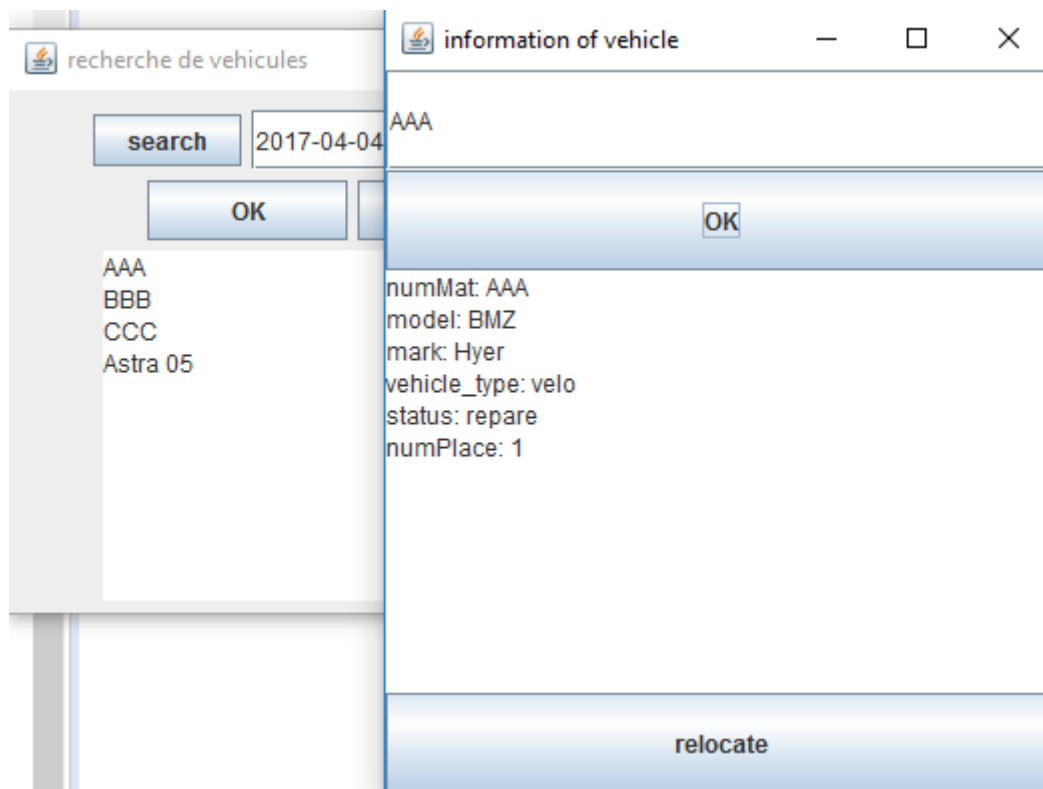 recherche de vehicules
search 2017-04-04
OK
AAA
BBB
CCC
Astra 05
information of vehicle
AAA
OK
numMat: AAA
model: BMZ
mark: Hyer
vehicle_type: velo
status: repare
numPlace: 1
relocate